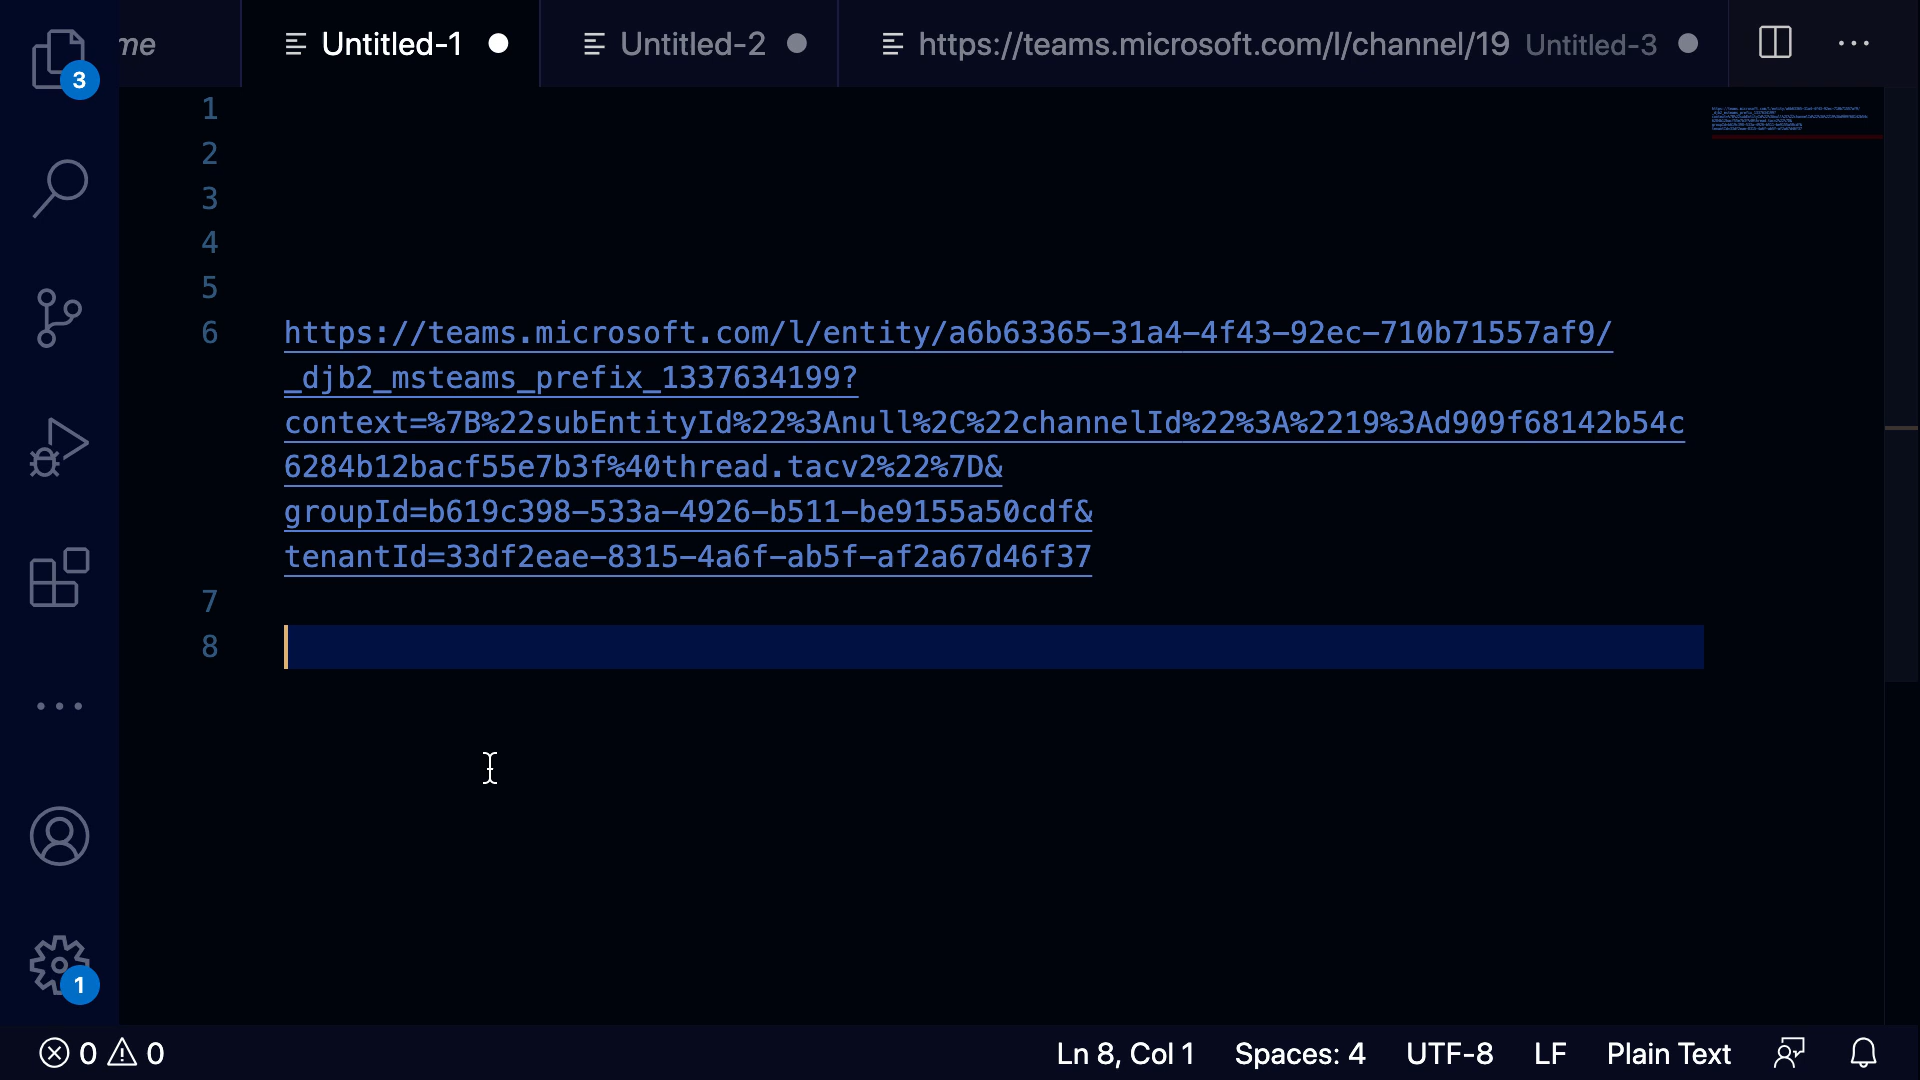 me
Untitled-1
Untitled-2
https://teams.microsoft.com/l/channel/19 Untitled-3
3
1
2
3
4
5
6 https://teams.microsoft.com/l/entity/a6b63365-31a4-4f43-92ec-710b71557af9/
_djb2_msteams_prefix_1337634199?
context=%7B%22subEntityId%22%3Anull%2C%22channelId%22%3A%2219%3Ad909f68142b54c
6284b12bacf55e7b3f%40thread.tacv2%22%7D&
groupId=b619c398-533a-4926-b511-be9155a50cdf&
tenantId=33df2eae-8315-4a6f-ab5f-af2a67d46f37
7
8
1
0 0
Ln 8, Col 1
Spaces: 4
UTF-8
LF
Plain Text